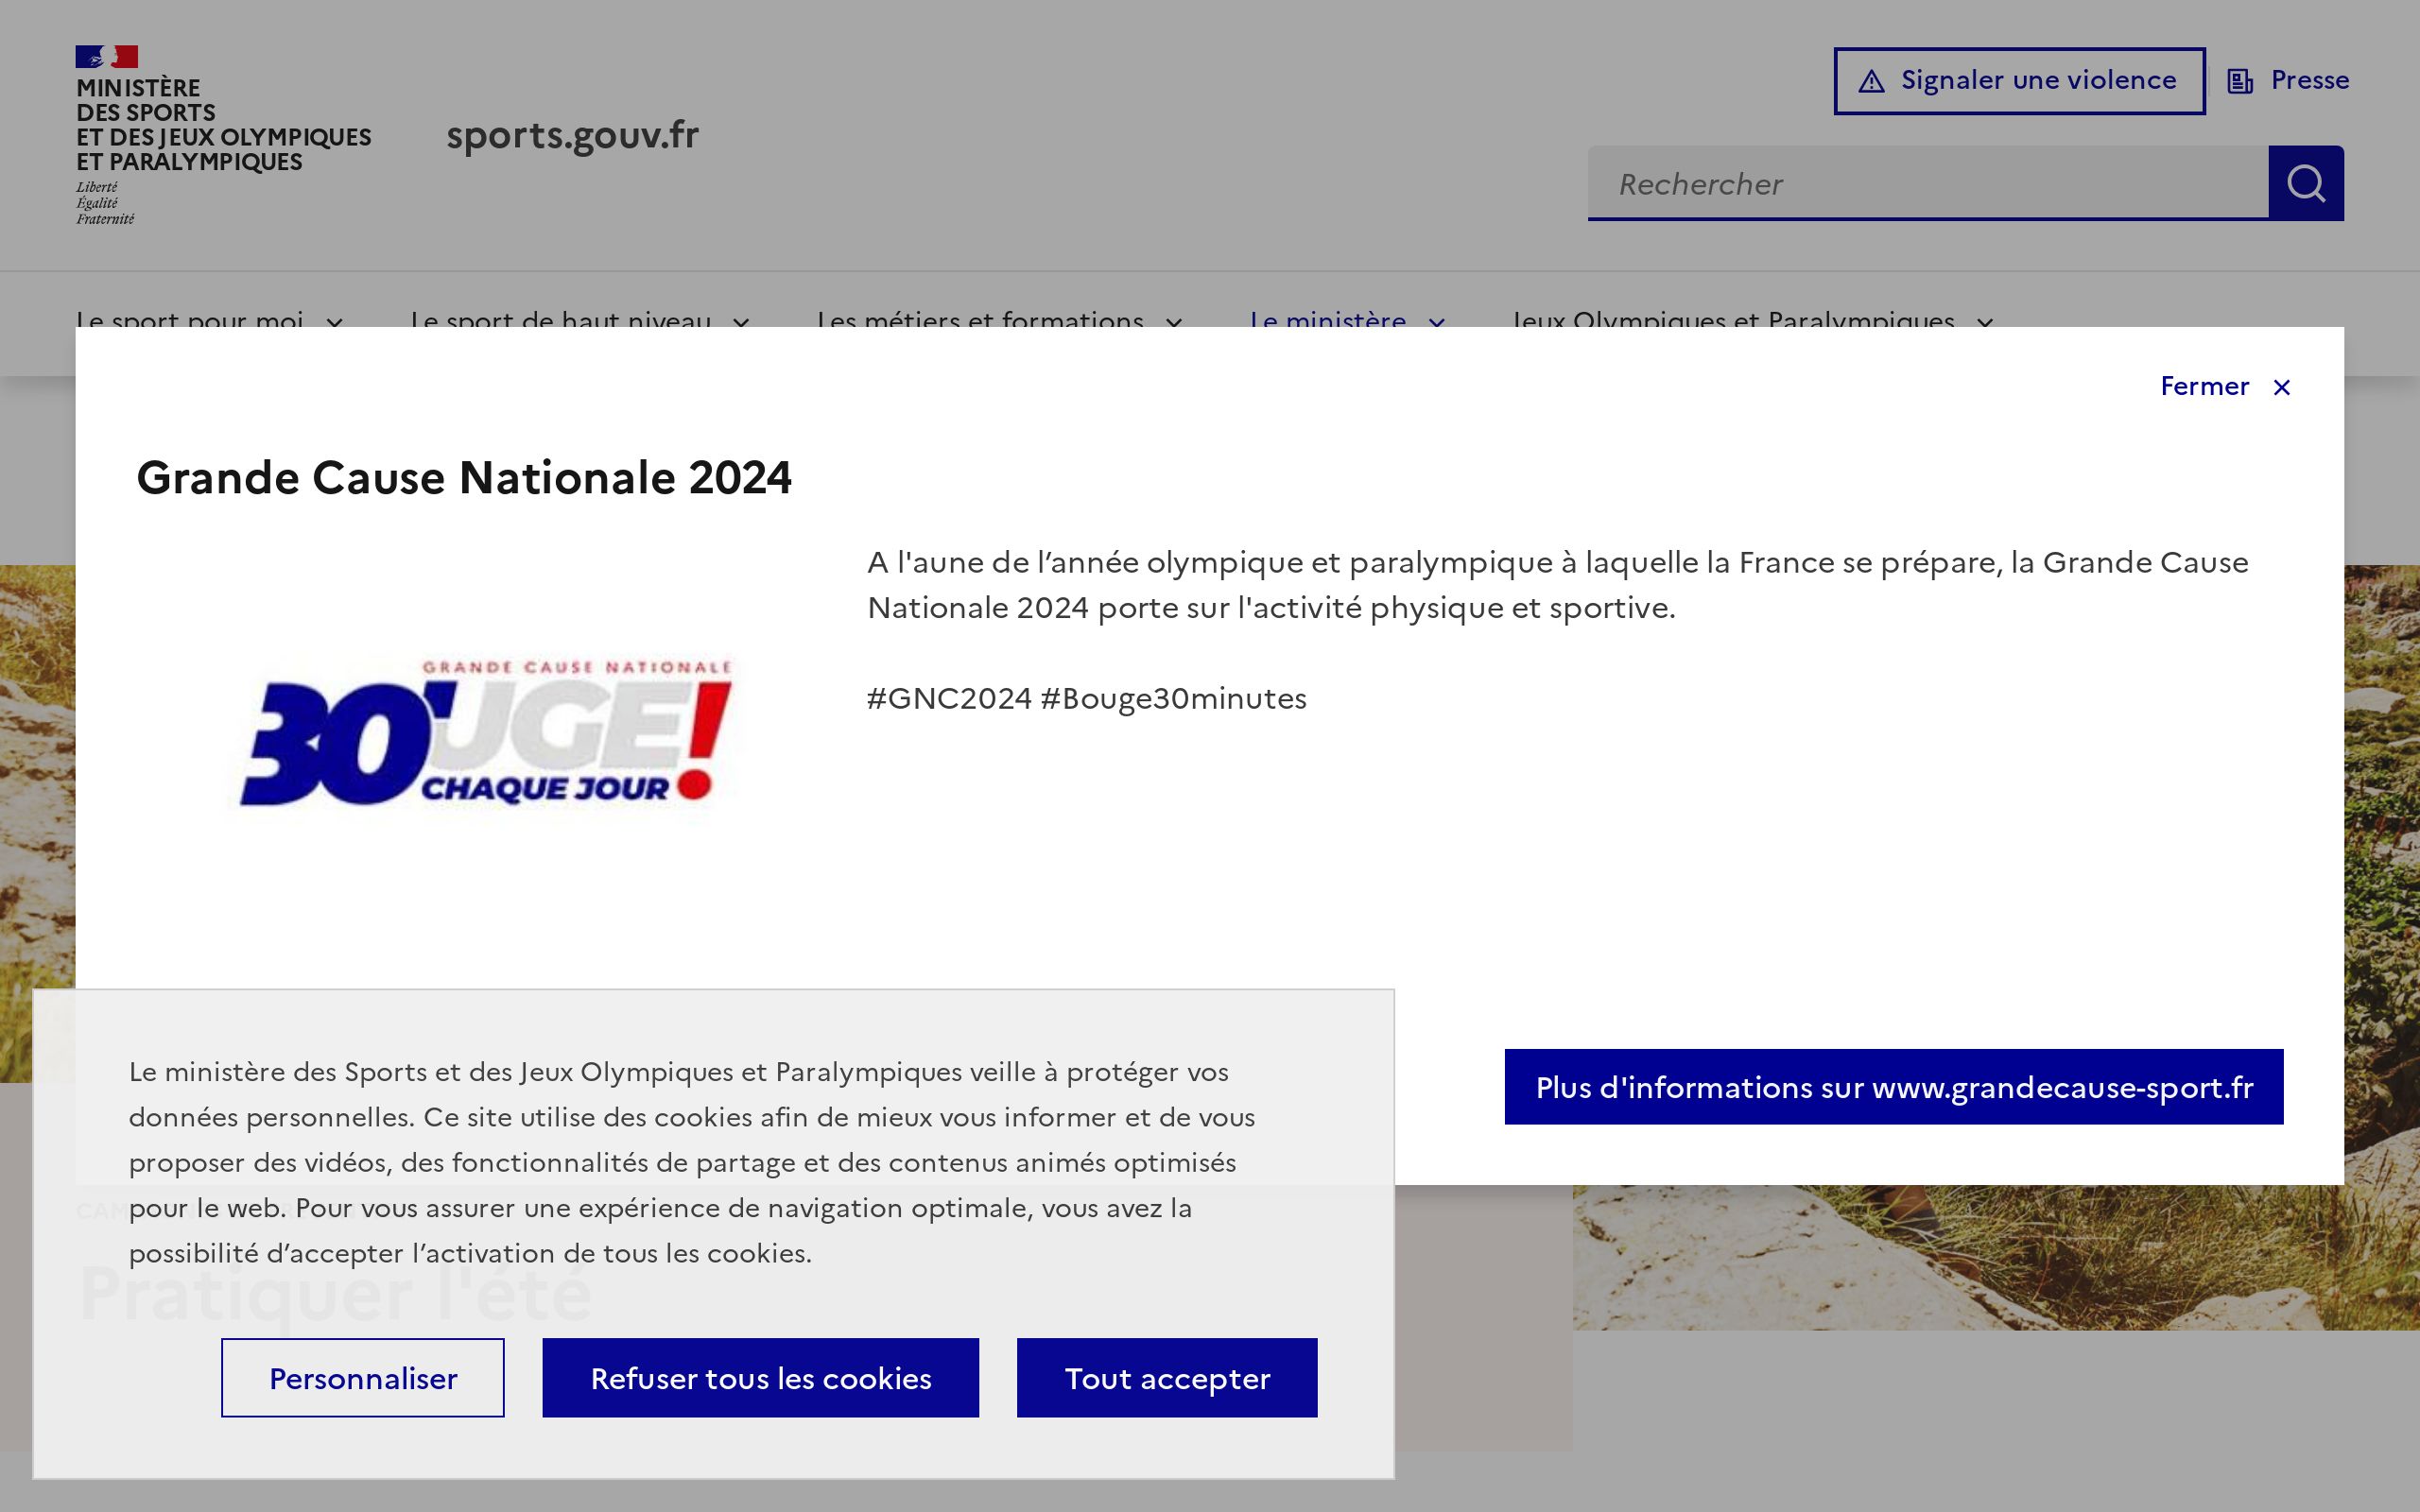 MINISTÈRE
DES SPORTS
ET DES JEUX OLYMPIQUES
ET PARALYMPIQUES
Liberté
Égalité
Fraternité
sports.gouv.fr
Signaler une violence
Presse
Rechercher
Le sport pour moi
Le sport de haut niveau
Les métiers et formations
Le ministère
Jeux Olympiques et Paralympiques
Fermer
Grande Cause Nationale 2024
A l'aune de l’année olympique et paralympique à laquelle la France se prépare, la Grande Cause
Nationale 2024 porte sur l'activité physique et sportive.
#GNC2024 #Bouge30minutes
GRANDE CAUSE NATIONALE
30'UGE!
CHAQUE JOUR
Plus d'informations sur www.grandecause-sport.fr
Le ministère des Sports et des Jeux Olympiques et Paralympiques veille à protéger vos
données personnelles. Ce site utilise des cookies afin de mieux vous informer et de vous
proposer des vidéos, des fonctionnalités de partage et des contenus animés optimisés
pour le web. Pour vous assurer une expérience de navigation optimale, vous avez la
possibilité d’accepter l’activation de tous les cookies.
Pratiquer l'été
Personnaliser
Refuser tous les cookies
Tout accepter